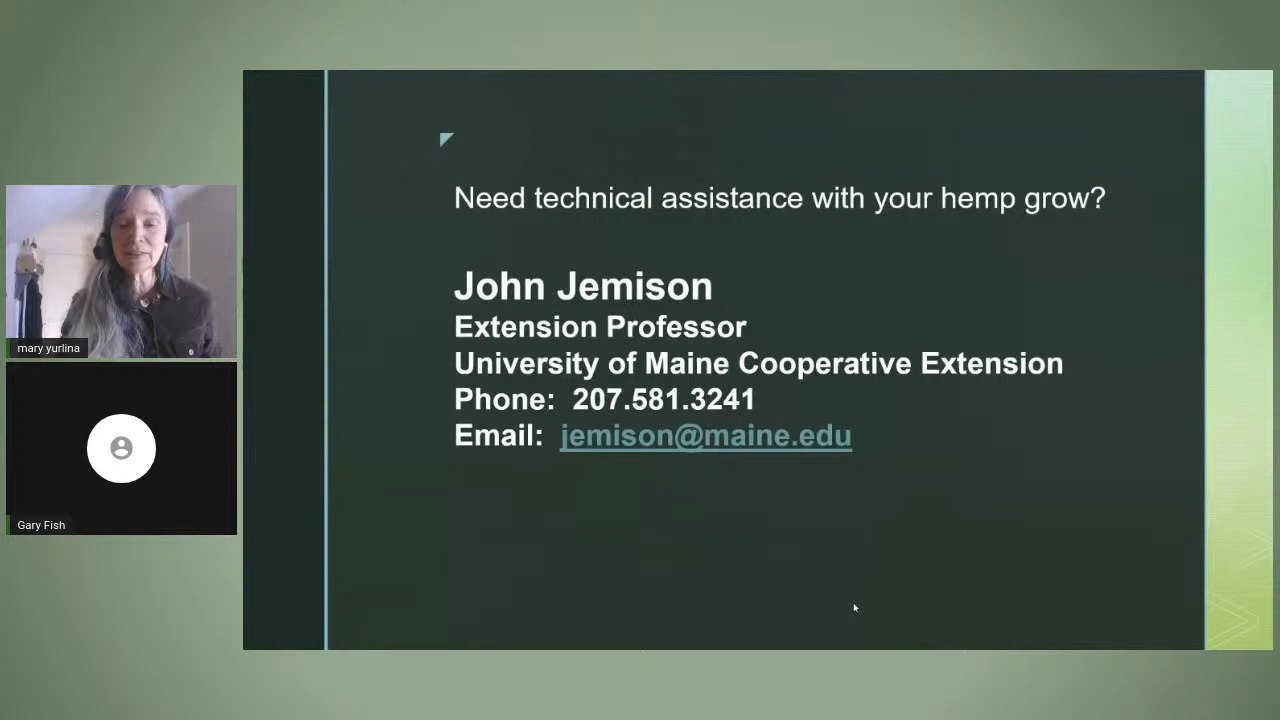 Need technical assistance with your hemp grow?
John Jemison
Extension Professor
University of Maine Cooperative Extension
Phone: 207.581.3241
Email: jemison@maine.edu
mary yurlina
Gary Fish